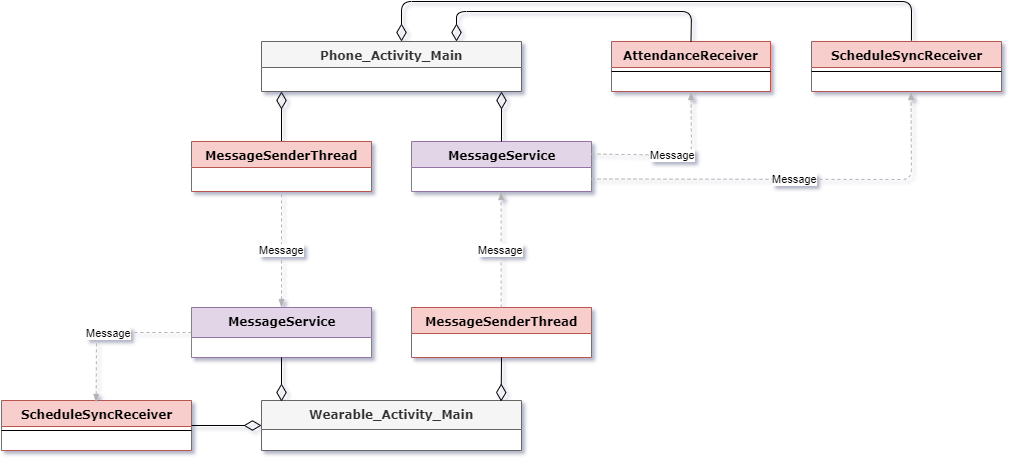 Phone_Activity_Main
AttendanceReceiver
ScheduleSyncReceiver
MessageSenderThread
MessageService
Message
Message
Message
Message
MessageService
MessageSenderThread
Message
ScheduleSyncReceiver
Wearable_Activity_Main